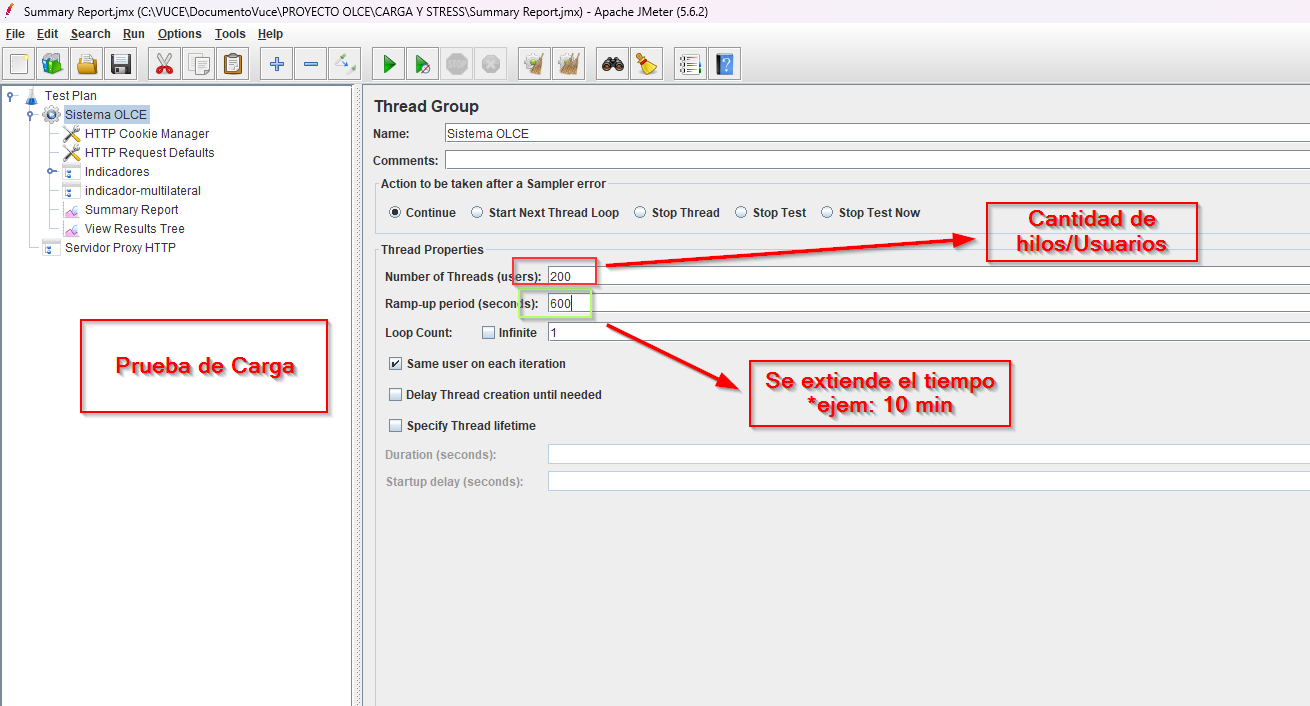 Summary Report.jmx (C:\VUCE\DocumentoVuce\PROYECTO OLCE\CARGA Y STRESS\Summary Report.jmx) - Apache JMeter (5.6.2)
File Edit Search Run Options Tools Help
STOP
Test Plan
Sistema OLCE
HTTP Cookie Manager
HTTP Request Defaults
Indicadores
indicador-multilateral
Summary Report
View Results Tree
Servidor Proxy HTTP
Prueba de Carga
Thread Group
Name: Sistema OLCE
Comments:
Action to be taken after a Sampler error
Continue Start Next Thread Loop Stop Thread Stop Test Stop Test Now
Cantidad de
hilos/Usuarios
Thread Properties
Number of Threads (users): 200
Ramp-up period (seconds): 600
Loop Count: Infinite 1
Same user on each iteration
Delay Thread creation until needed
Specify Thread lifetime
Duration (seconds):
Startup delay (seconds):
Se extiende el tiempo
*ejem: 10 min